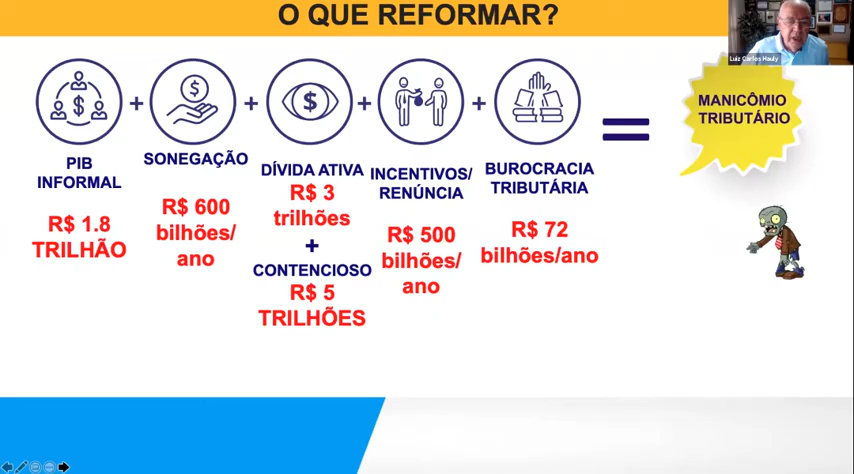 O QUE REFORMAR?
Luiz Carlos Hauly
PIB
INFORMAL
R$ 1.8
TRILHÃO
+
SONEGAÇÃO
R$ 600
bilhões/
ano
+
DÍVIDA ATIVA
R$ 3
trilhões
+
CONTENCIOSO
R$ 5
TRILHÕES
+
INCENTIVOS/
RENÚNCIA
R$ 500
bilhões/
ano
+
BUROCRACIA
TRIBUTÁRIA
R$ 72
bilhões/ano
=
MANICÔMIO
TRIBUTÁRIO